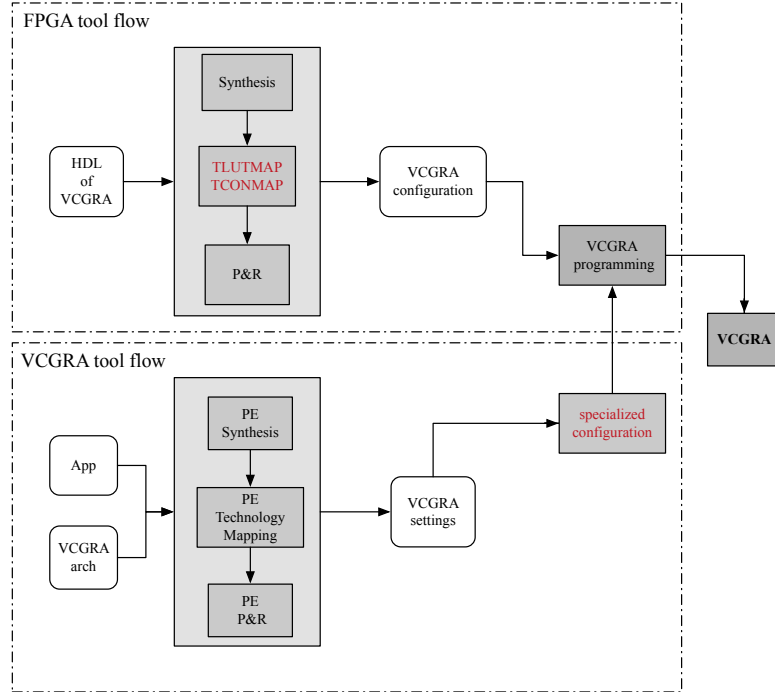 FPGA tool flow
Synthesis
HDL
of
VCGRA
TLUTMAP
TCONMAP
VCGRA
configuration
P&R
VCGRA
programming
VCGRA
VCGRA tool flow
PE
Synthesis
specialized
configuration
App
PE
Technology
Mapping
VCGRA
settings
VCGRA
arch
PE
P&R